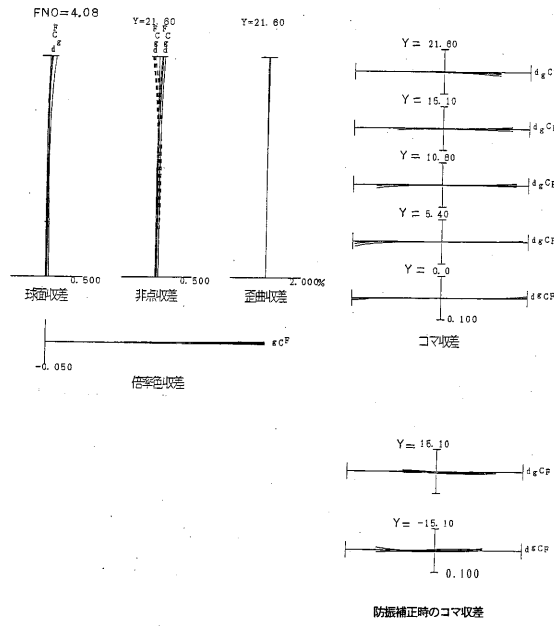 FNO=4.08
F
C g
d
Y=21.60
F F
C C
g g
d d
Y=21.60
0.500
球面収差
0.500
非点収差
2.000%
歪曲収差
g C F
-0.050
倍率色収差
Y= 21.60
d g C
Y= 15.10
d g C F
Y= 10.80
d g C F
Y= 5.40
d g C F
Y= 0.0
d g C F
0.100
コマ収差
Y= 15.10
d g C F
Y= -15.10
d g C F
0.100
防振補正時のコマ収差